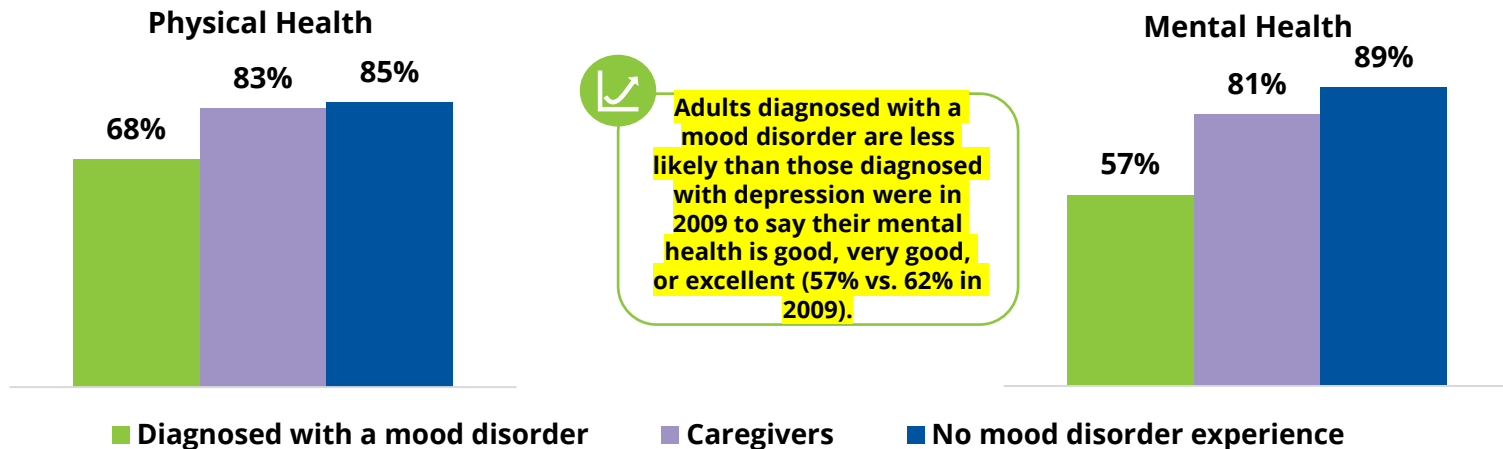 Physical Health
68%
83%
85%
Adults diagnosed with a
mood disorder are less
likely than those diagnosed
with depression were in
2009 to say their mental
health is good, very good,
or excellent (57% vs. 62% in
2009).
Mental Health
57%
81%
89%
Diagnosed with a mood disorder
Caregivers
No mood disorder experience